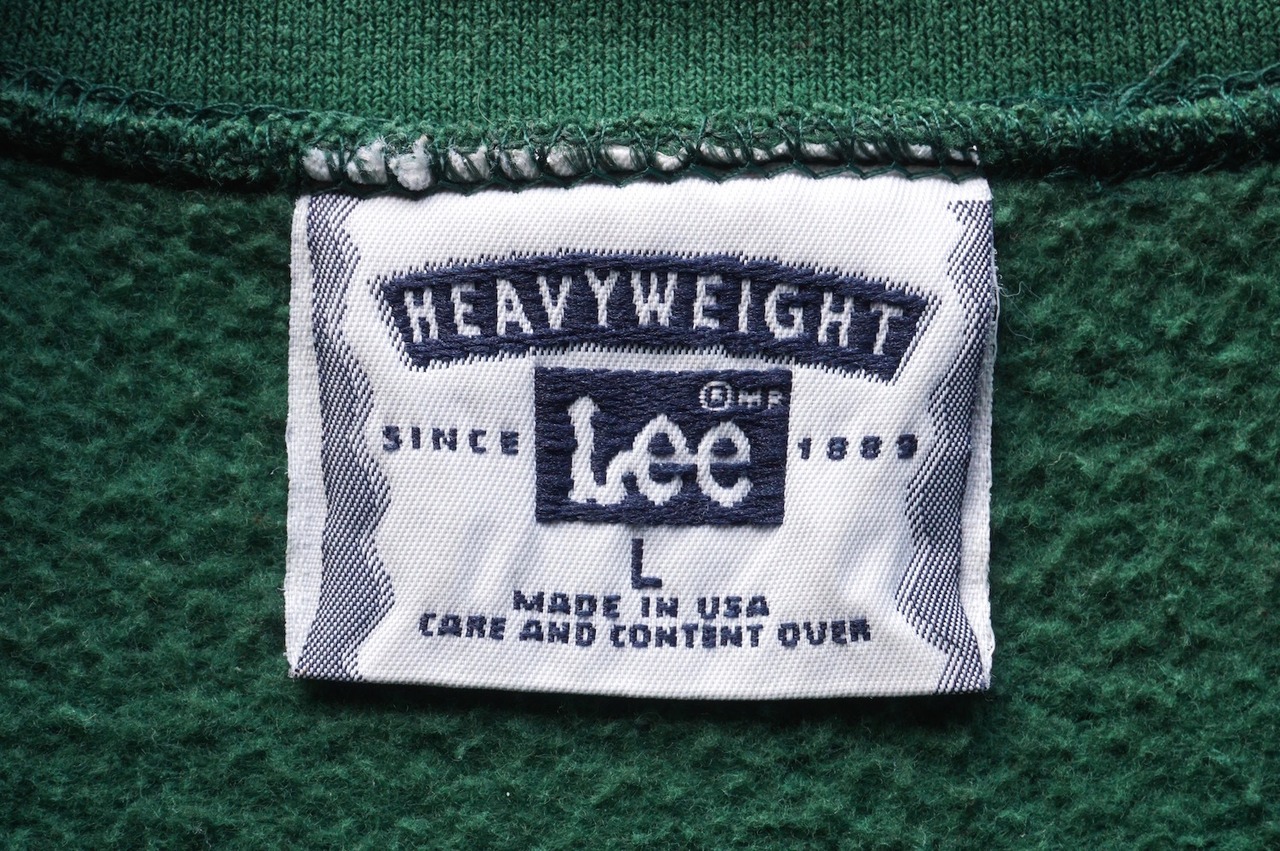 HEAVYWEIGHT
® MR
SINCE Lee 1889
L
MADE IN USA
CARE AND CONTENT OVER